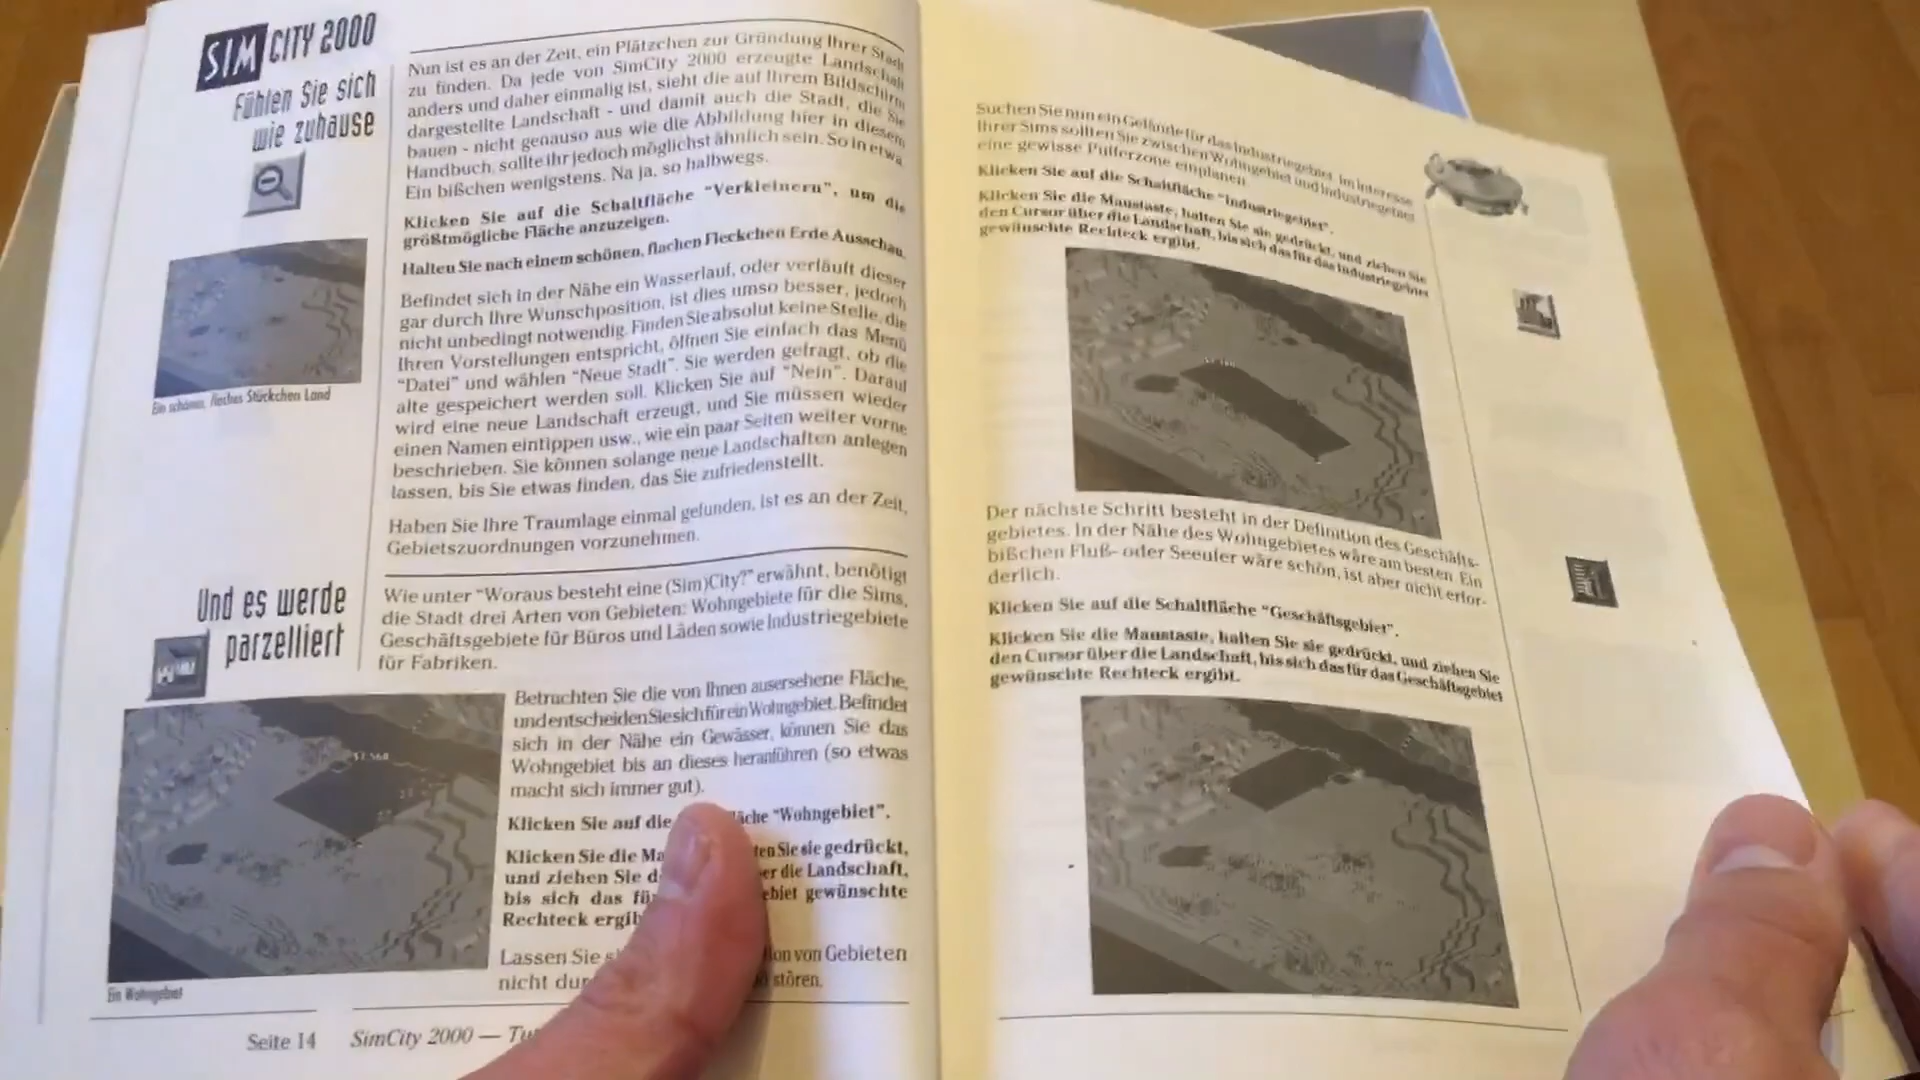 SIM CITY 2000
Fühlen Sie sich
wie zuhause
Nun ist es an der Zeit, ein Plätzchen zur Gründung Ihrer Stadt
zu finden. Da jede von SimCity 2000 erzeugte Landschaft
anders und daher einmalig ist, sieht die auf Ihrem Bildschirm
dargestellte Landschaft - und damit auch die Stadt, die Sie
bauen - nicht genauso aus wie die Abbildung hier in diesem
Handbuch, sollte ihr jedoch möglichst ähnlich sein. So in etwa.
Ein bißchen wenigstens. Na ja, so halbwegs.
Klicken Sie auf die Schaltfläche "Verkleinern", um die
größtmögliche Fläche anzuzeigen.
Halten Sie nach einem schönen, flachen Fleckchen Erde Ausschau.
Befindet sich in der Nähe ein Wasserlauf, oder verläuft dieser
gar durch Ihre Wunschposition, ist dies umso besser, jedoch
nicht unbedingt notwendig. Finden Sie absolut keine Stelle, die
Ihren Vorstellungen entspricht, öffnen Sie einfach das Menü
"Datei" und wählen "Neue Stadt". Sie werden gefragt, ob die
alte gespeichert werden soll. Klicken Sie auf "Nein". Darauf
wird eine neue Landschaft erzeugt, und Sie müssen wieder
einen Namen eintippen usw., wie ein paar Seiten weiter vorne
beschrieben. Sie können solange neue Landschaften anlegen
lassen, bis Sie etwas finden, das Sie zufriedenstellt.
Haben Sie Ihre Traumlage einmal gefunden, ist es an der Zeit,
Gebietszuordnungen vorzunehmen.
Ein schönes, flaches Stückchen Land
Und es werde
parzelliert
Wie unter "Woraus besteht eine (Sim)City?" erwähnt, benötigt
die Stadt drei Arten von Gebieten: Wohngebiete für die Sims,
Geschäftsgebiete für Büros und Läden sowie Industriegebiete
für Fabriken.
Betrachten Sie die von Ihnen ausersehene Fläche,
und entscheiden Sie sich für ein Wohngebiet. Befindet
sich in der Nähe ein Gewässer, können Sie das
Wohngebiet bis an dieses heranführen (so etwas
macht sich immer gut).
Klicken Sie auf die äche "Wohngebiet".
Klicken Sie die Ma ten Sie sie gedrückt,
und ziehen Sie d er die Landschaft,
bis sich das fü ebiet gewünschte
Rechteck ergib
Lassen Sie s ion von Gebieten
nicht dur stören.
Ein Wohngebiet
Seite 14 SimCity 2000 — Tu
Suchen Sie nun ein Gelände für das Industriegebiet. Im Interesse
Ihrer Sims sollten Sie zwischen Wohngebiet und Industriegebiet
eine gewisse Pufferzone einplanen.
Klicken Sie auf die Schaltfläche "Industriegebiet".
Klicken Sie die Maustaste, halten Sie sie gedrückt, und ziehen Sie
den Cursor über die Landschaft, bis sich das für das Industriegebiet
gewünschte Rechteck ergibt.
Der nächste Schritt besteht in der Definition des Geschäfts-
gebietes. In der Nähe des Wohngebietes wäre am besten. Ein
bißchen Fluß- oder Seeufer wäre schön, ist aber nicht erfor-
derlich.
Klicken Sie auf die Schaltfläche "Geschäftsgebiet".
Klicken Sie die Maustaste, halten Sie sie gedrückt, und ziehen Sie
den Cursor über die Landschaft, bis sich das für das Geschäftsgebiet
gewünschte Rechteck ergibt.